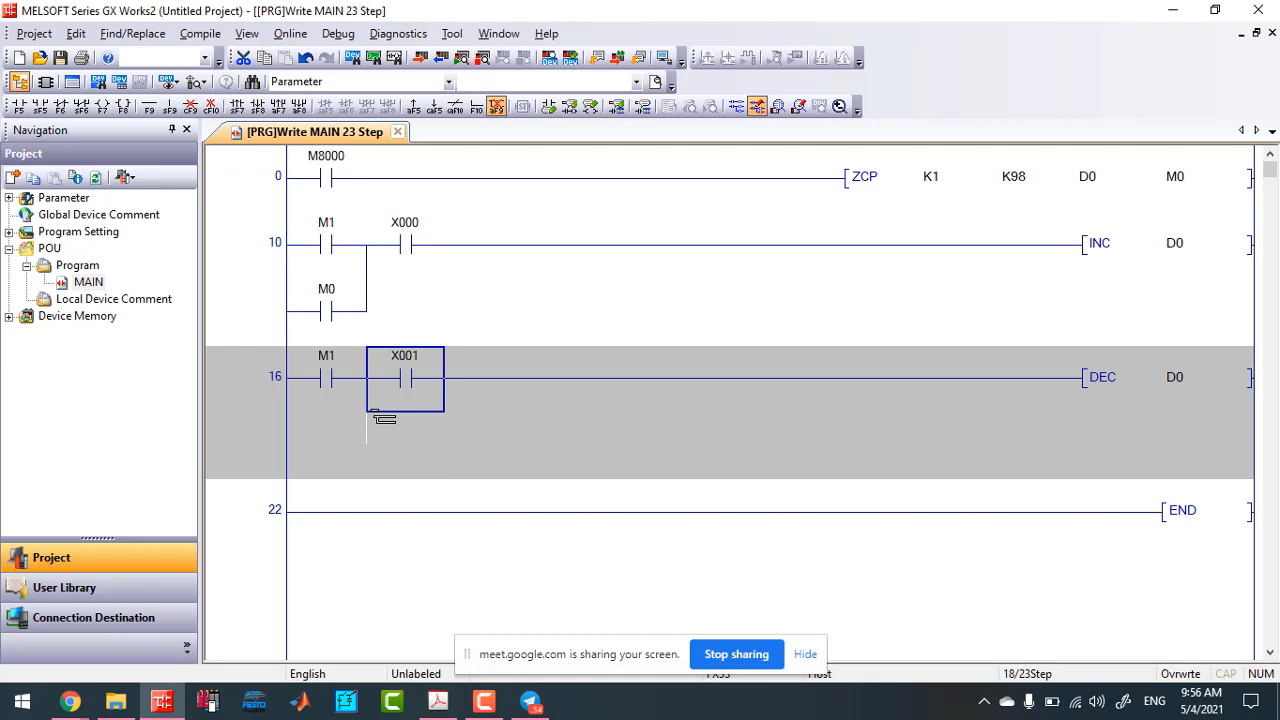 MELSOFT Series GX Works2 (Untitled Project) - [[PRG]Write MAIN 23 Step]
Project Edit Find/Replace Compile View Online Debug Diagnostics Tool Window Help
Parameter
Navigation
[PRG]Write MAIN 23 Step
Project
Parameter
Global Device Comment
Program Setting
POU
Program
MAIN
Local Device Comment
Device Memory
M8000
0 ZCP K1 K98 D0 M0
M1 X000
10 INC D0
M0
M1 X001
16 DEC D0
22 END
Project
User Library
Connection Destination
meet.google.com is sharing your screen. Stop sharing Hide
English Unlabeled Host 18/23Step Ovrwrte CAP NUM
54
ENG
9:56 AM
5/4/2021